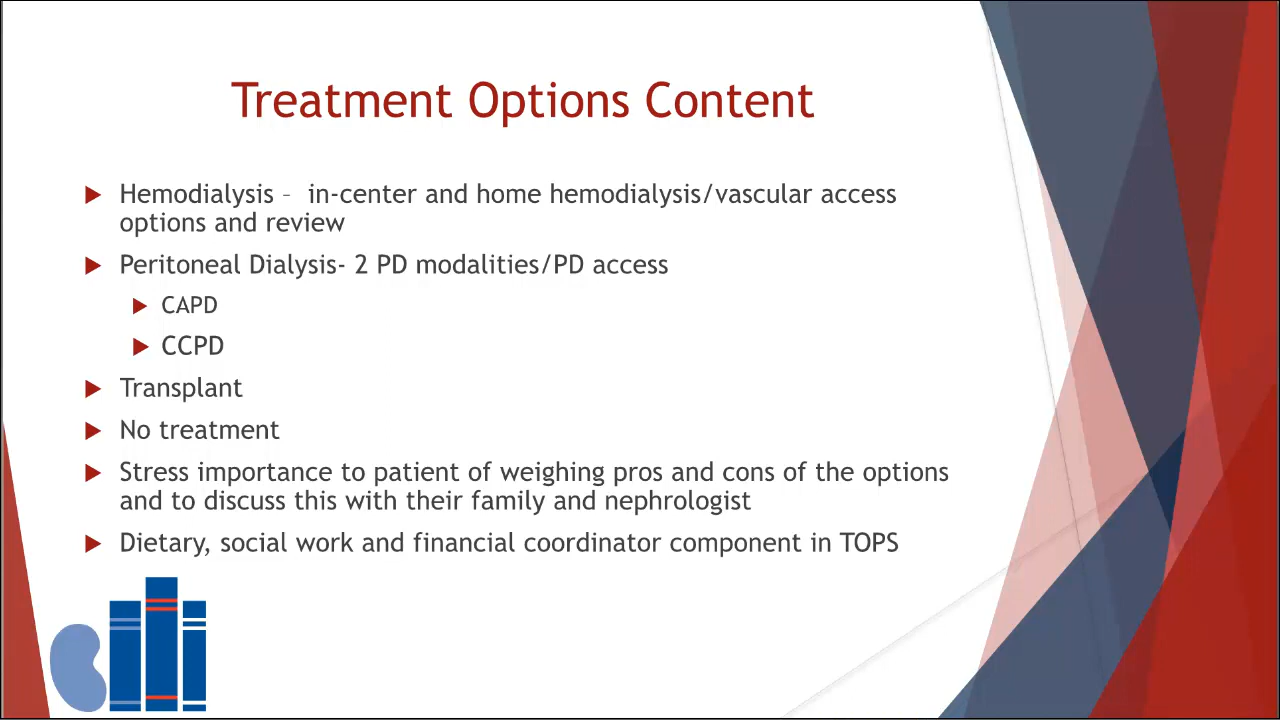 Treatment Options Content
Hemodialysis –  in-center and home hemodialysis/vascular access
options and review
Peritoneal Dialysis- 2 PD modalities/PD access
CAPD
CCPD
Transplant
No treatment
Stress importance to patient of weighing pros and cons of the options
and to discuss this with their family and nephrologist
Dietary, social work and financial coordinator component in TOPS